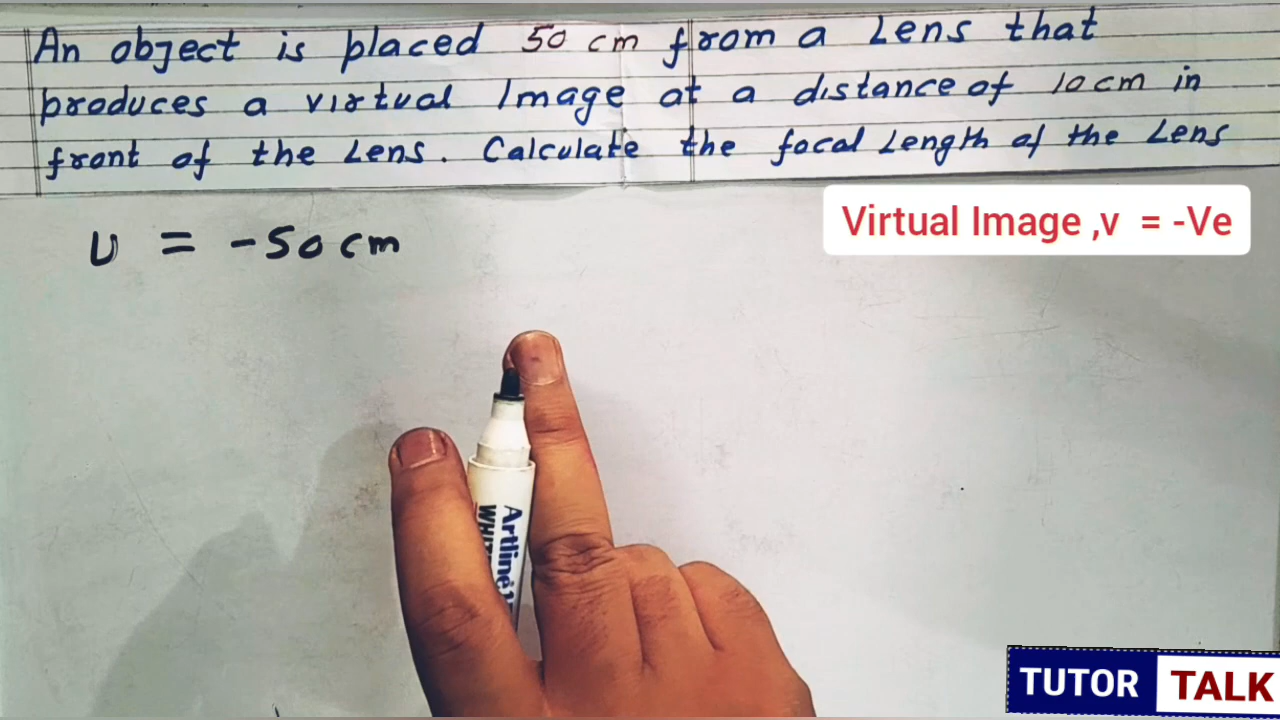 An object is placed 50 cm from a Lens that
produces a virtual Image at a distance of 10 cm in
front of the Lens. Calculate the focal Length of the Lens
Virtual Image ,v = -Ve
u = -50 cm
Artline
TUTOR TALK